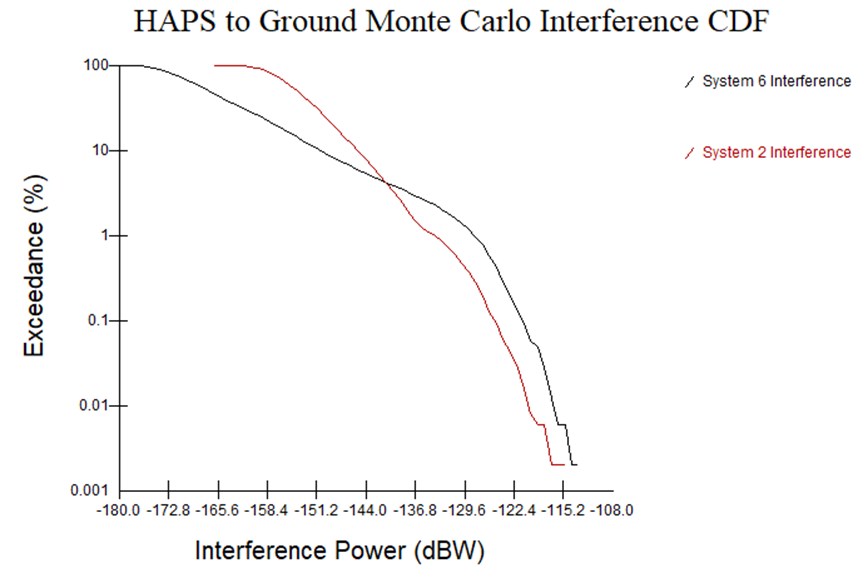 HAPS to Ground Monte Carlo Interference CDF
100
System 6 Interference
10
System 2 Interference
1
Exceedance (%)
0.1
0.01
0.001
-180.0 -172.8 -165.6 -158.4 -151.2 -144.0 -136.8 -129.6 -122.4 -115.2 -108.0
Interference Power (dBW)